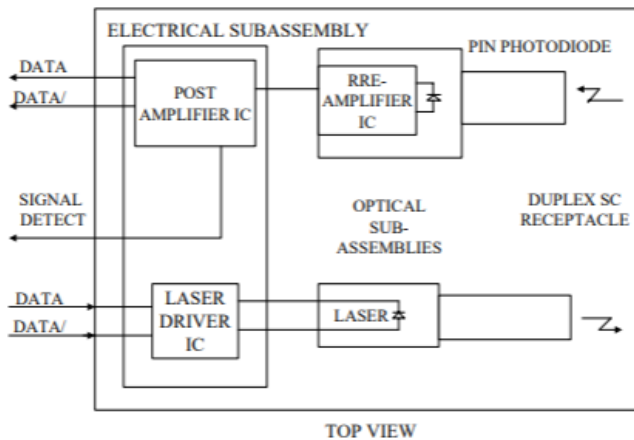 ELECTRICAL SUBASSEMBLY
PIN PHOTODIODE
DATA
DATA/
POST
AMPLIFIER IC
RRE-
AMPLIFIER
IC
SIGNAL
DETECT
OPTICAL
SUB-
ASSEMBLIES
DUPLEX SC
RECEPTACLE
DATA
DATA/
LASER
DRIVER
IC
LASER
TOP VIEW